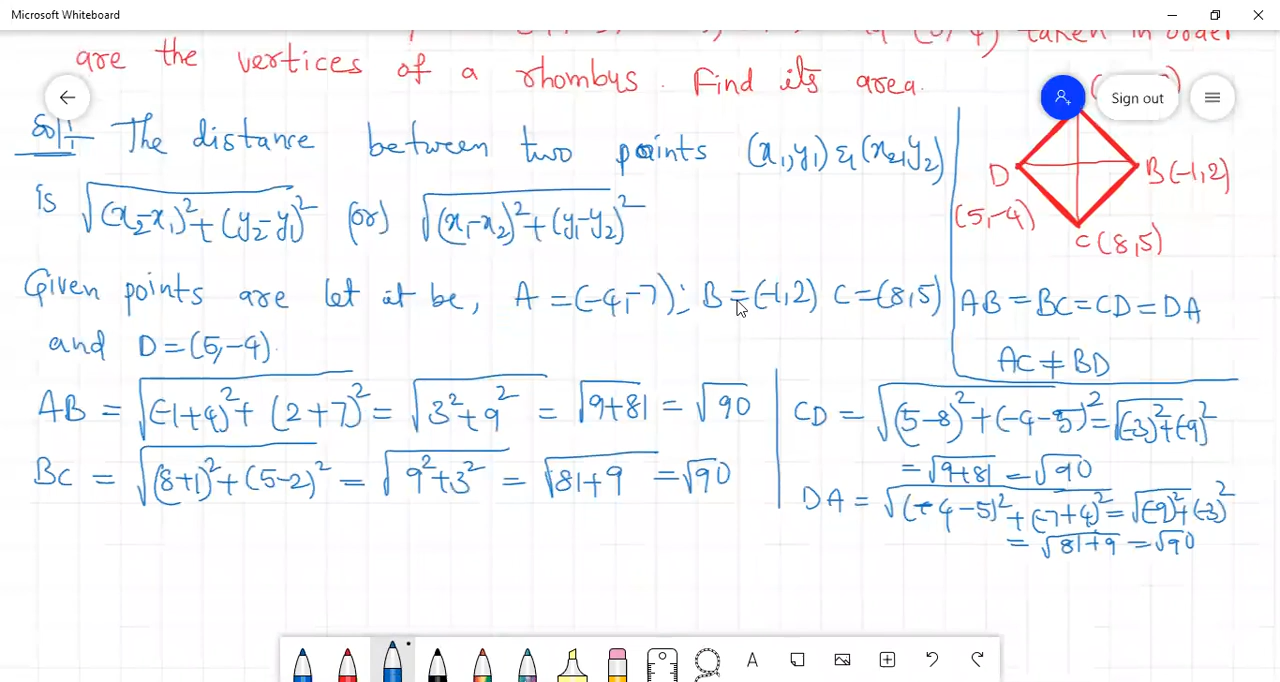 Microsoft Whiteboard
taken in order
are the vertices of a rhombus. Find its area.
Sign out
Sol:- The distance between two points (x₁,y₁) & (x₂,y₂)
is √(x₂-x₁)²+(y₂-y₁)² (or) √(x₁-x₂)²+(y₁-y₂)²
D
(5,-4)
B(-1,2)
C(8,5)
Given points are let it be, A=(-4,-7); B=(-1,2) C=(8,5)
and D=(5,-4).
AB=BC=CD=DA
AC≠BD
AB = √(-1+4)²+(2+7)² = √3²+9² = √9+81 = √90
BC = √(8+1)²+(5-2)² = √9²+3² = √81+9 = √90
CD = √(5-8)²+(-4-5)² = √(-3)²+(-9)²
= √9+81 = √90
DA = √(-4-5)²+(-7+4)² = √(-9)²+(-3)²
= √81+9 = √90
A